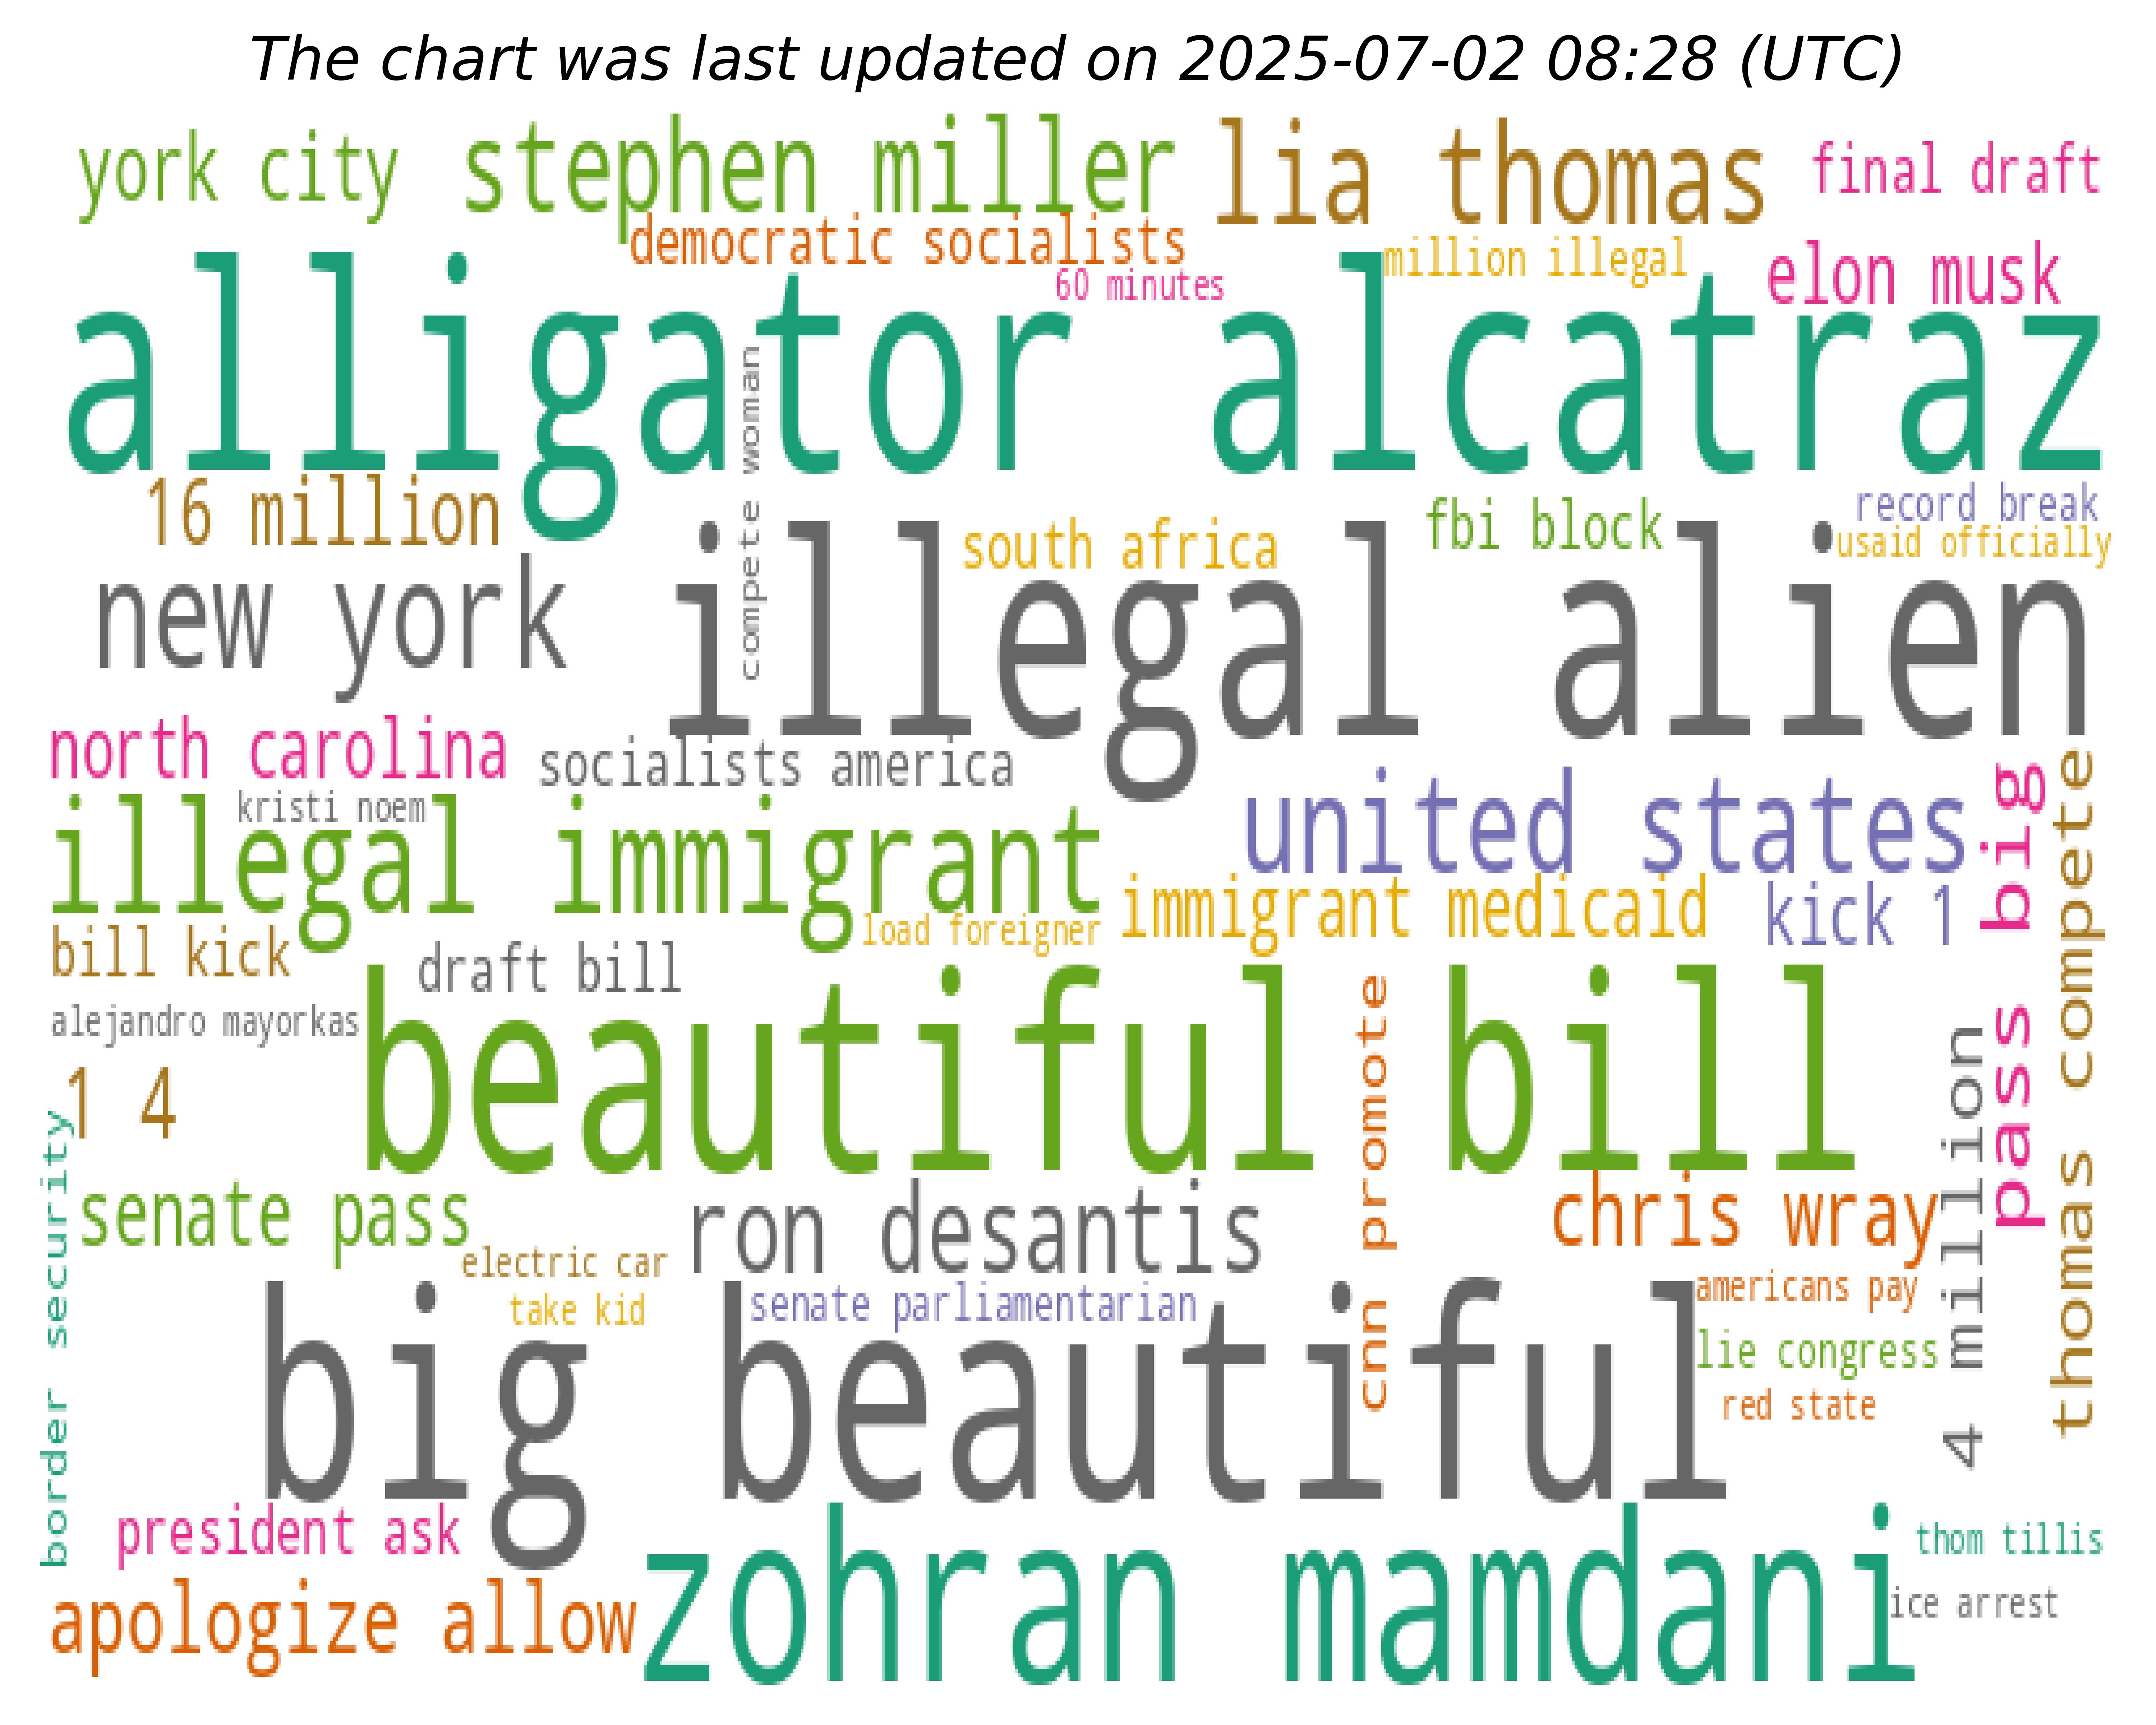 The chart was last updated on 2025-07-02 08:28 (UTC)
york city
stephen miller
lia thomas
final draft
democratic socialists
million illegal
elon musk
60 minutes
alligator alcatraz
compete woman
16 million
fbi block
record break
south africa
usaid officially
new york
illegal alien
north carolina
socialists america
kristi noem
illegal immigrant
united states
pass big
thomas compete
load foreigner
immigrant medicaid
kick 1
bill kick
draft bill
alejandro mayorkas
beautiful bill
cnn promote
4 million
1 4
border security
senate pass
ron desantis
chris wray
electric car
take kid
senate parliamentarian
americans pay
big beautiful
lie congress
red state
president ask
zohran mamdani
thom tillis
apologize allow
ice arrest